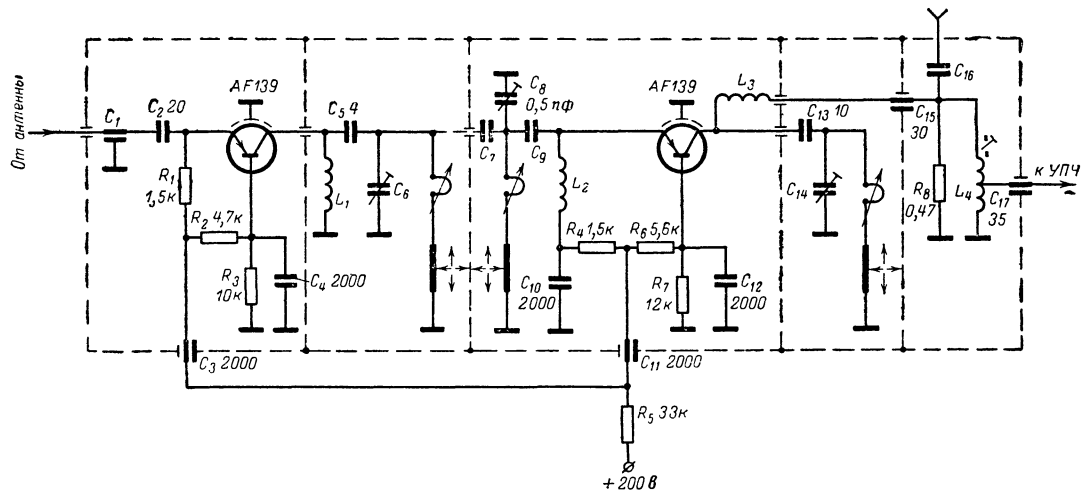 От антенны
C1
C2 20
AF139
C5 4
C8
0,5 пф
AF139
L3
C13 10
C16
C15
30
R1
1,5к
L1
C6
C7
C9
L2
C14
R8
0,47
L4
C17
35
к УПЧ
R2 4,7к
R4 1,5к
R6 5,6к
R3
10к
C4 2000
C10
2000
R7
12к
C12
2000
C3 2000
C11 2000
R5 33к
+200 в